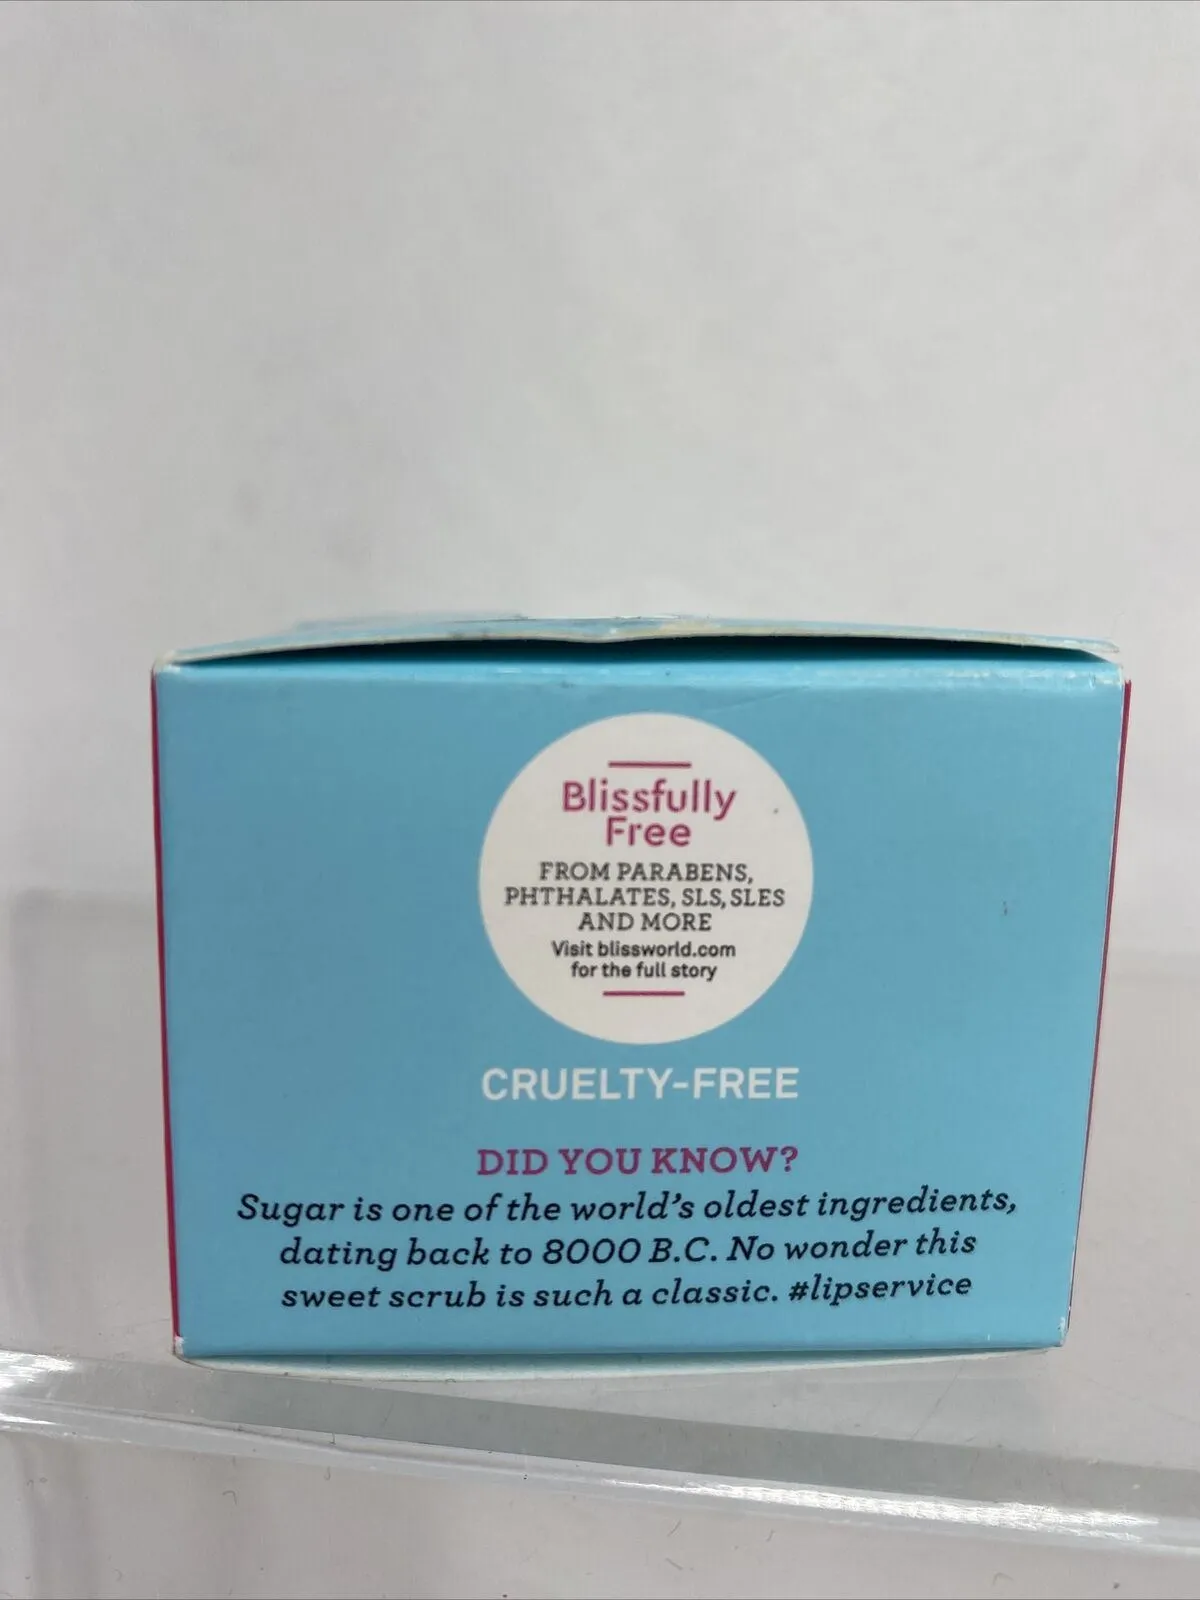 Blissfully
Free
FROM PARABENS,
PHTHALATES, SLS, SLES
AND MORE
Visit blissworld.com
for the full story
CRUELTY-FREE
DID YOU KNOW?
Sugar is one of the world's oldest ingredients,
dating back to 8000 B.C. No wonder this
sweet scrub is such a classic. #lipservice